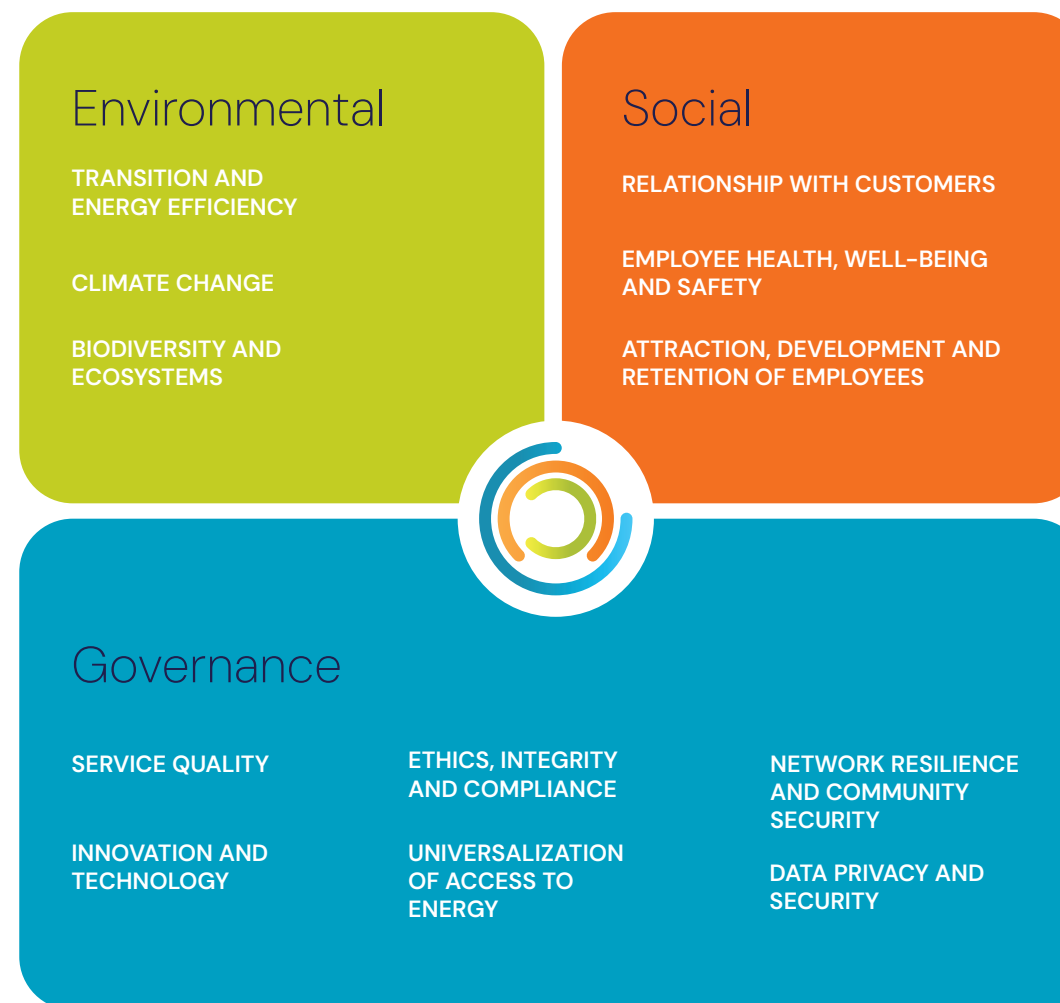 Environmental
TRANSITION AND
ENERGY EFFICIENCY
CLIMATE CHANGE
BIODIVERSITY AND
ECOSYSTEMS
Social
RELATIONSHIP WITH CUSTOMERS
EMPLOYEE HEALTH, WELL-BEING
AND SAFETY
ATTRACTION, DEVELOPMENT AND
RETENTION OF EMPLOYEES
Governance
SERVICE QUALITY
INNOVATION AND
TECHNOLOGY
ETHICS, INTEGRITY
AND COMPLIANCE
UNIVERSALIZATION
OF ACCESS TO
ENERGY
NETWORK RESILIENCE
AND COMMUNITY
SECURITY
DATA PRIVACY AND
SECURITY